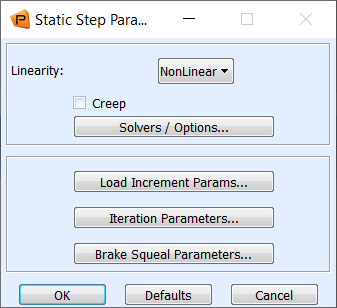 Static Step Para...
Linearity:
NonLinear
Creep
Solvers / Options...
Load Increment Params...
Iteration Parameters...
Brake Squeal Parameters...
OK
Defaults
Cancel